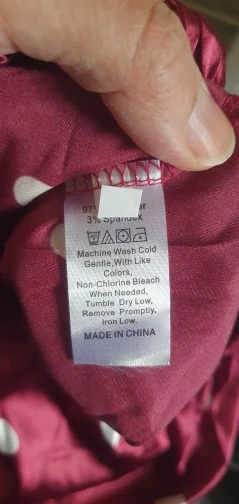 3% Spandex
Machine Wash Cold
Gentle,With Like
Colors,
Non-Chlorine Bleach
When Needed,
Tumble Dry Low,
Remove Promptly,
Iron Low.
MADE IN CHINA